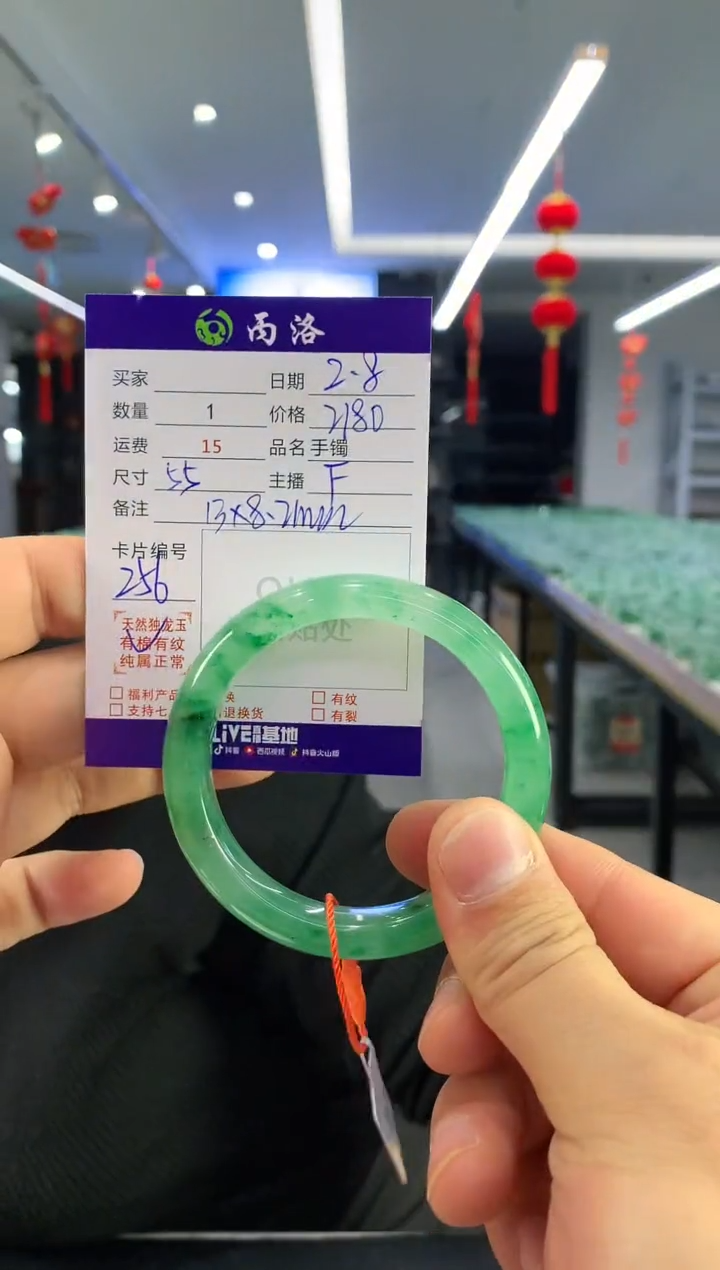 雨洛
买家 日期 2-8
数量 1 价格 2180
运费 15 品名 手镯
尺寸 55 主播 F
备注 13×8.2mm
卡片编号
256
天然独龙玉
有棉有纹
纯属正常
福利产品 换 有纹
支持七 退换货 有裂
LiVE 基地
抖音 西瓜视频 抖音火山版